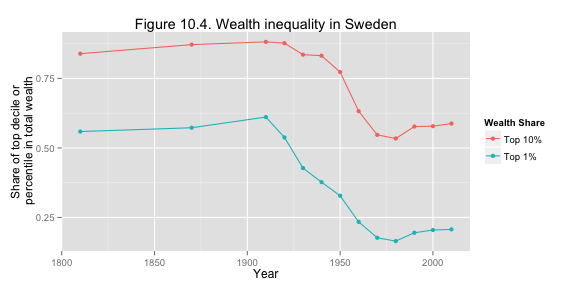 Figure 10.4. Wealth inequality in Sweden
Share of top decile or
percentile in total wealth
0.75
0.50
0.25
1800
1850
1900
1950
2000
Year
Wealth Share
Top 10%
Top 1%